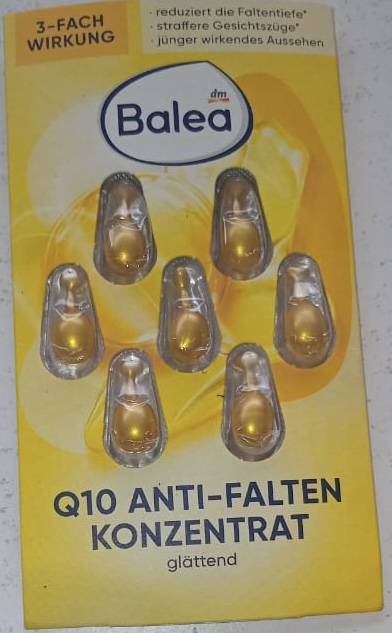 3-FACH
WIRKUNG
· reduziert die Faltentiefe*
· straffere Gesichtszüge*
· jünger wirkendes Aussehen
dm
Balea
Q10 ANTI-FALTEN
KONZENTRAT
glättend